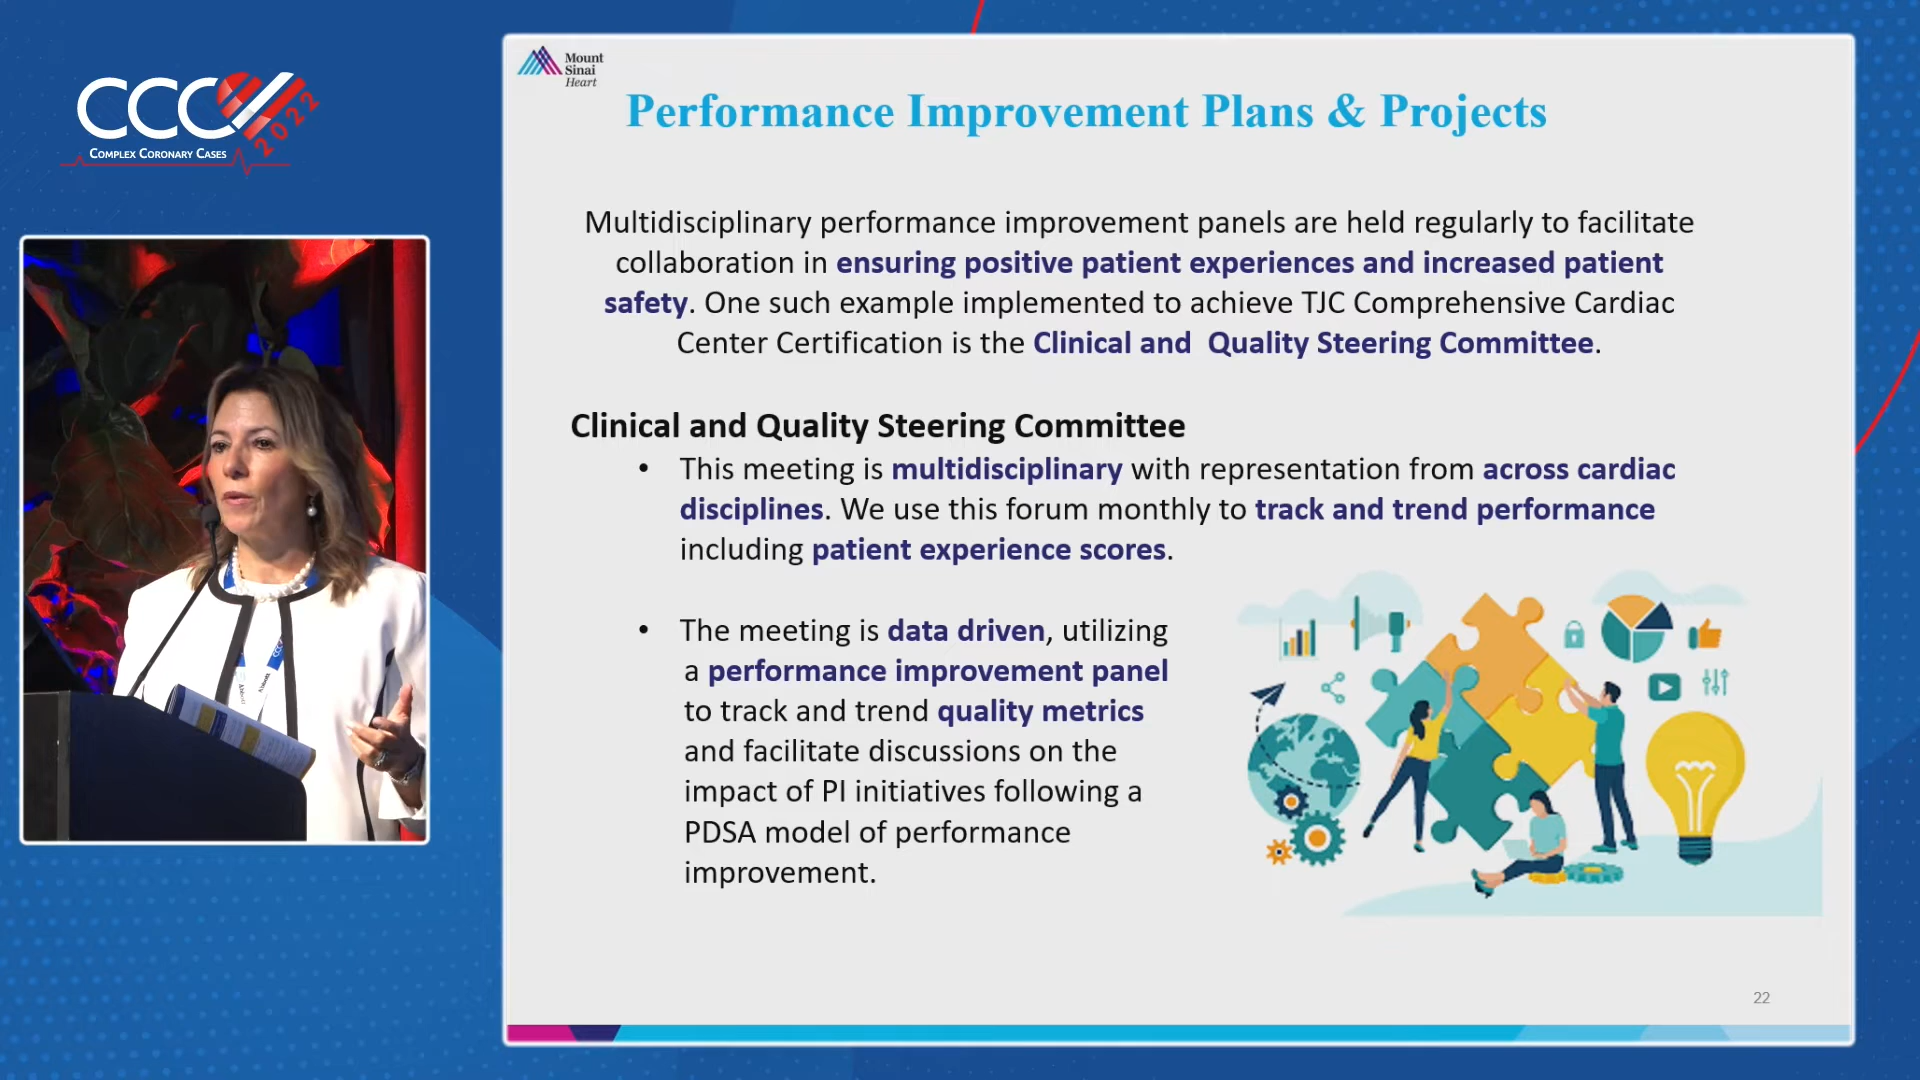 CCC
2022
COMPLEX CORONARY CASES
Mount
Sinai
Heart
Performance Improvement Plans & Projects
Multidisciplinary performance improvement panels are held regularly to facilitate
collaboration in ensuring positive patient experiences and increased patient
safety. One such example implemented to achieve TJC Comprehensive Cardiac
Center Certification is the Clinical and Quality Steering Committee.
Clinical and Quality Steering Committee
• This meeting is multidisciplinary with representation from across cardiac
disciplines. We use this forum monthly to track and trend performance
including patient experience scores.
• The meeting is data driven, utilizing
a performance improvement panel
to track and trend quality metrics
and facilitate discussions on the
impact of PI initiatives following a
PDSA model of performance
improvement.
22